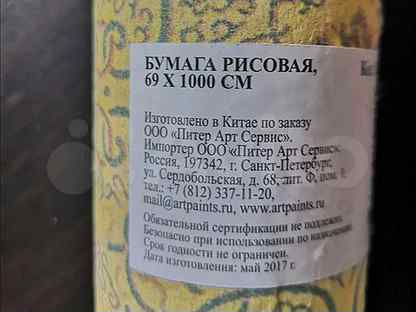 БУМАГА РИСОВАЯ,
69 X 1000 СМ
Изготовлено в Китае по заказу
ООО «Питер Арт Сервис».
Импортер ООО «Питер Арт Сервис».
Россия, 197342, г. Санкт-Петербург,
ул. Сердобольская, д. 68, лит. Ф, пом.
тел.: +7 (812) 337-11-20,
mail@artpaints.ru, www.artpaints.ru
Обязательной сертификации не подлежит.
Безопасно при использовании по назначению.
Срок годности не ограничен.
Дата изготовления: май 2017 г.